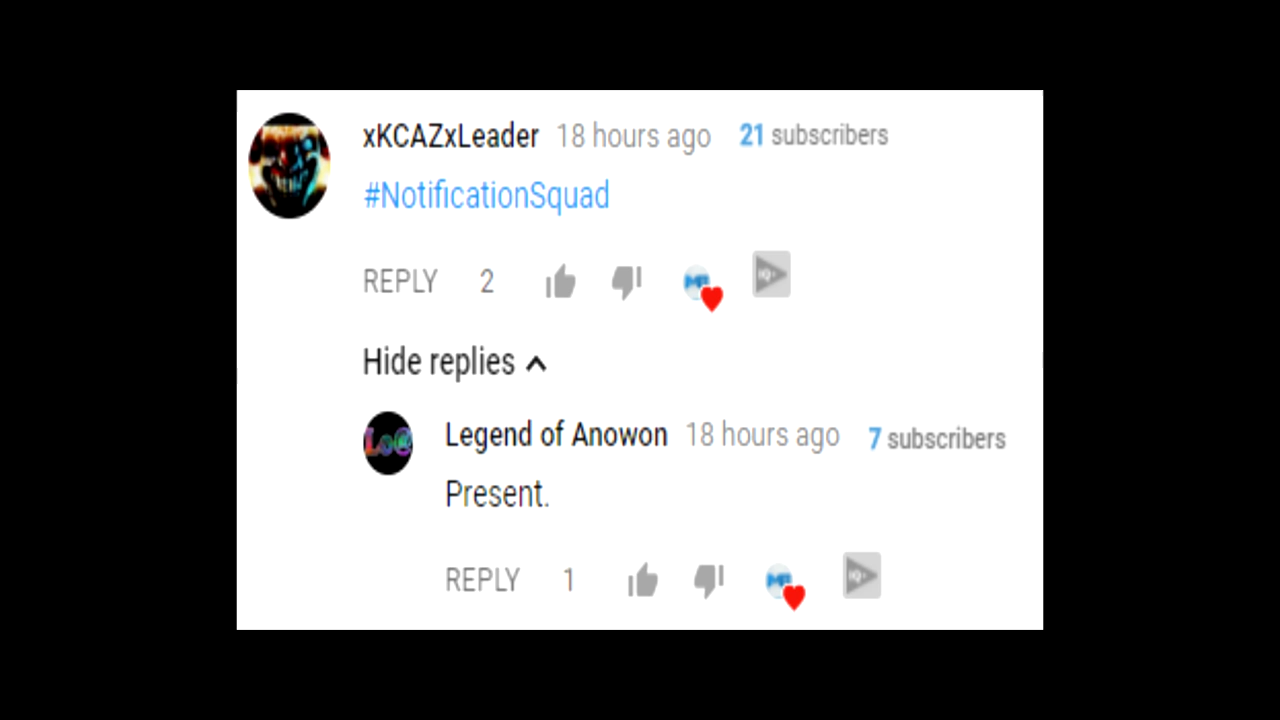 xKCAZxLeader 18 hours ago 21 subscribers
#NotificationSquad
REPLY 2
Hide replies
Legend of Anowon 18 hours ago 7 subscribers
Present.
REPLY 1